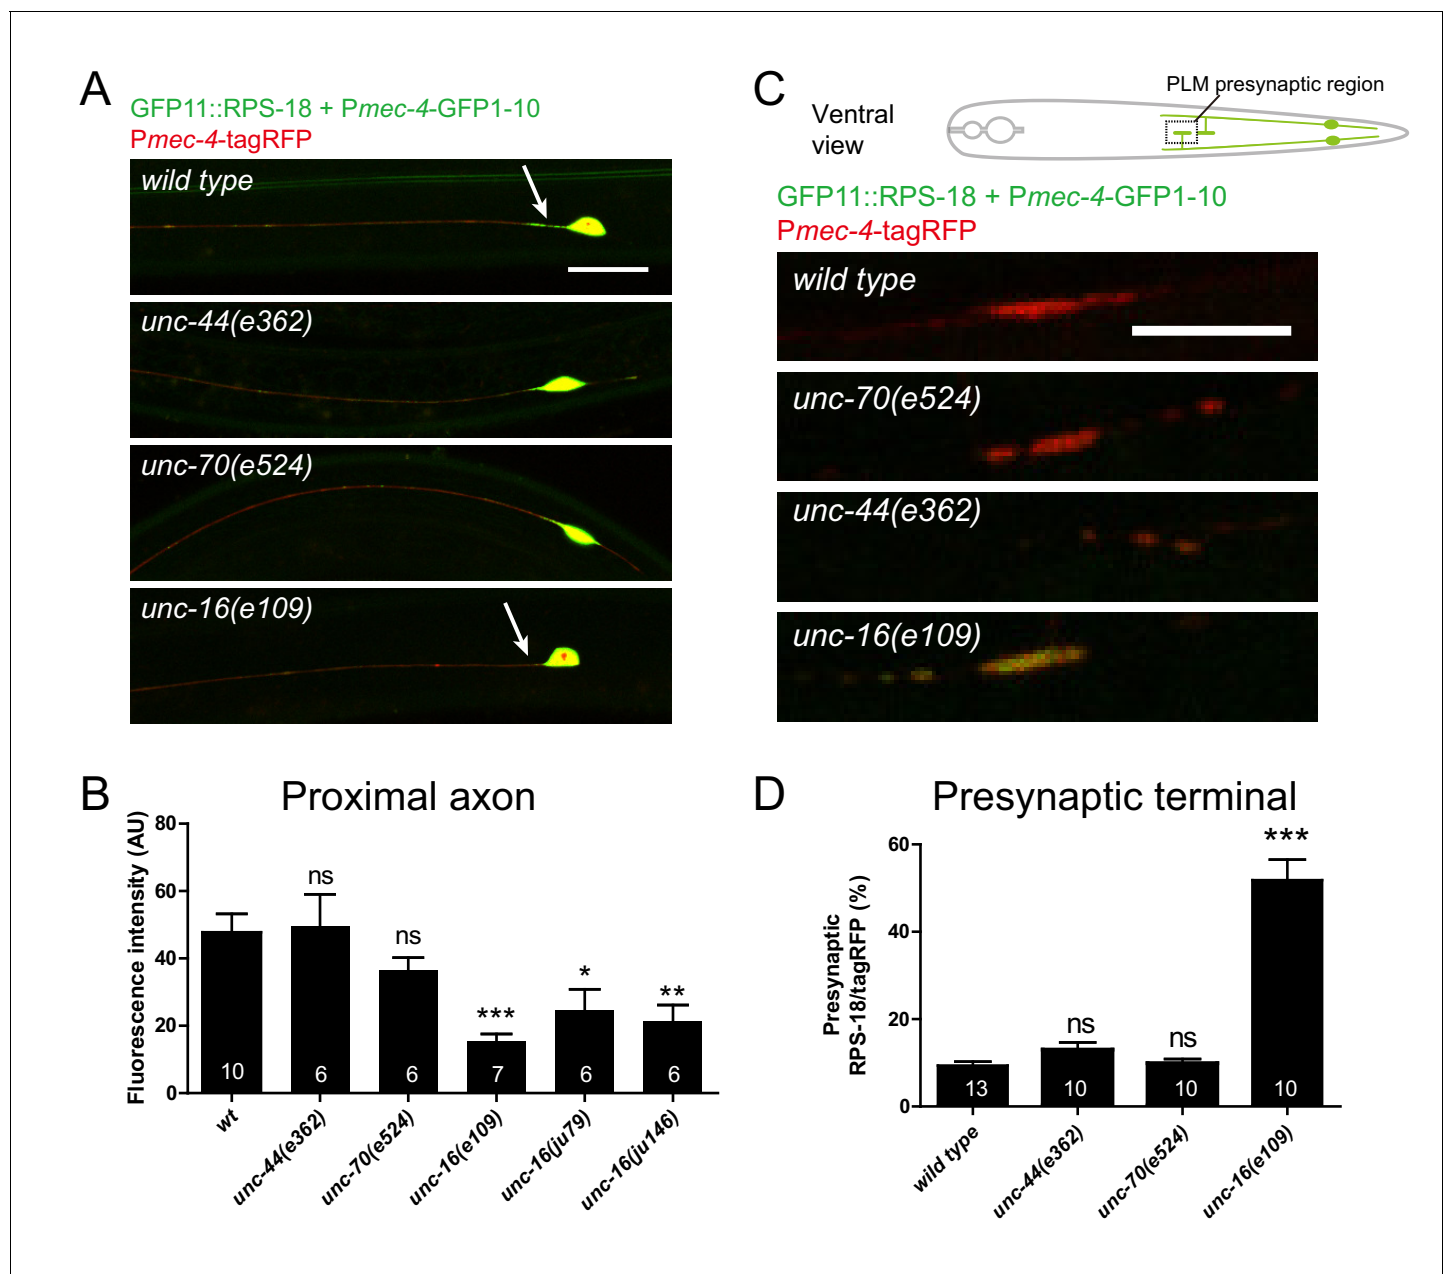 A
GFP11::RPS-18 + Pmec-4-GFP1-10
Pmec-4-tagRFP
wild type
unc-44(e362)
unc-70(e524)
unc-16(e109)
C
Ventral
view
PLM presynaptic region
GFP11::RPS-18 + Pmec-4-GFP1-10
Pmec-4-tagRFP
wild type
unc-70(e524)
unc-44(e362)
unc-16(e109)
B
Proximal axon
Fluorescence intensity (AU)
80
60
40
20
0
ns
ns
***
*
**
10
6
6
7
6
6
wt
unc-44(e362)
unc-70(e524)
unc-16(e109)
unc-16(ju79)
unc-16(ju146)
D
Presynaptic terminal
Presynaptic
RPS-18/tagRFP (%)
60
40
20
0
ns
ns
***
13
10
10
10
wild type
unc-44(e362)
unc-70(e524)
unc-16(e109)